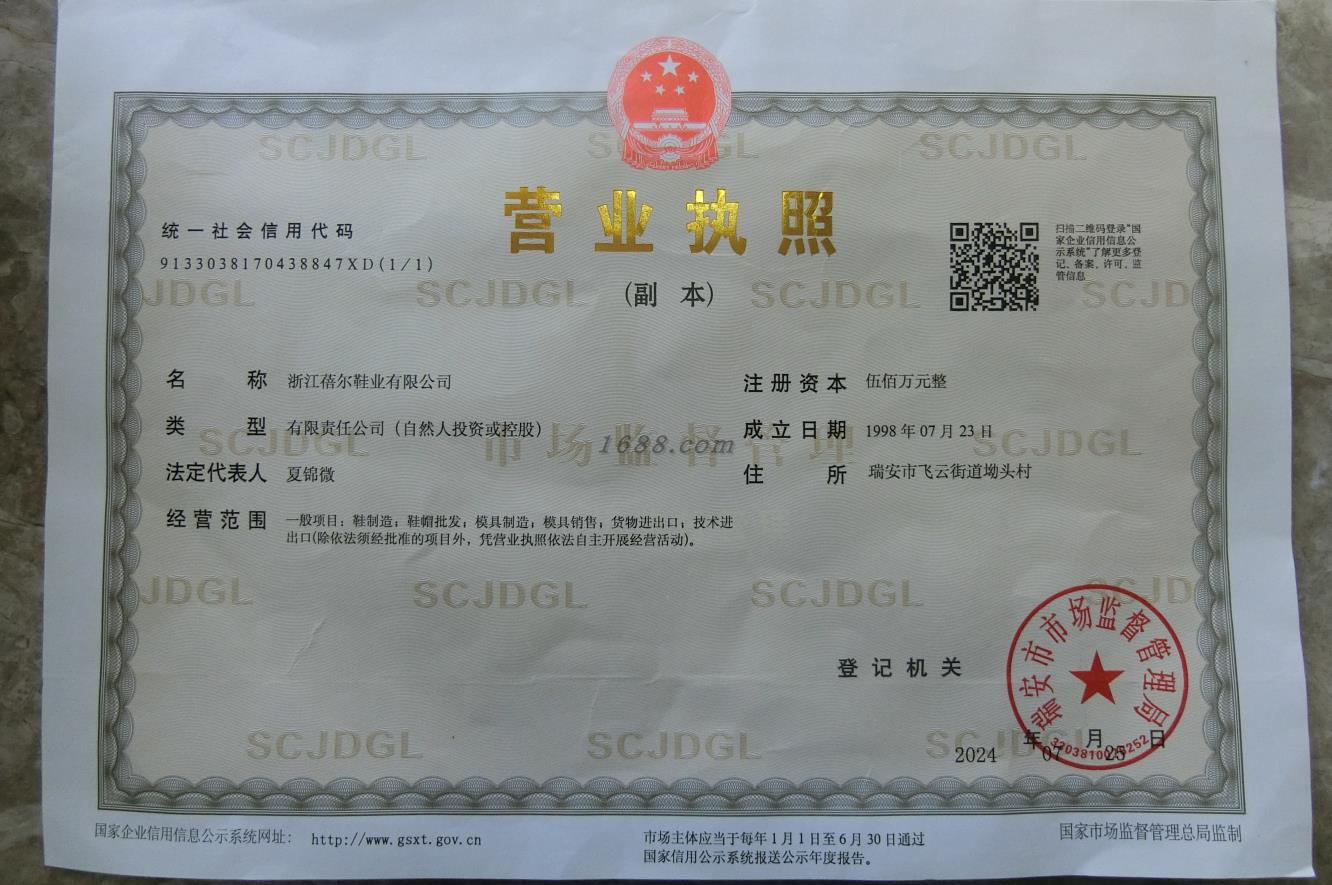 营业执照
(副 本)
统一社会信用代码
9133038170438847XD(1/1)
扫描二维码登录"国
家企业信用信息公
示系统"了解更多登
记、备案、许可、监
管信息
名 称 浙江蓓尔鞋业有限公司
类 型 有限责任公司（自然人投资或控股）
法定代表人 夏锦微
经营范围 一般项目：鞋制造；鞋帽批发；模具制造；模具销售；货物进出口；技术进
出口(除依法须经批准的项目外，凭营业执照依法自主开展经营活动)。
注册资本 伍佰万元整
成立日期 1998 年 07 月 23 日
住 所 瑞安市飞云街道坳头村
1688.com
市场监督管理
SCJDGL
登记机关
瑞安市市场监督管理局
2024 年 07 月 25 日
国家企业信用信息公示系统网址： http://www.gsxt.gov.cn
市场主体应当于每年 1 月 1 日至 6 月 30 日通过
国家信用公示系统报送公示年度报告。
国家市场监督管理总局监制